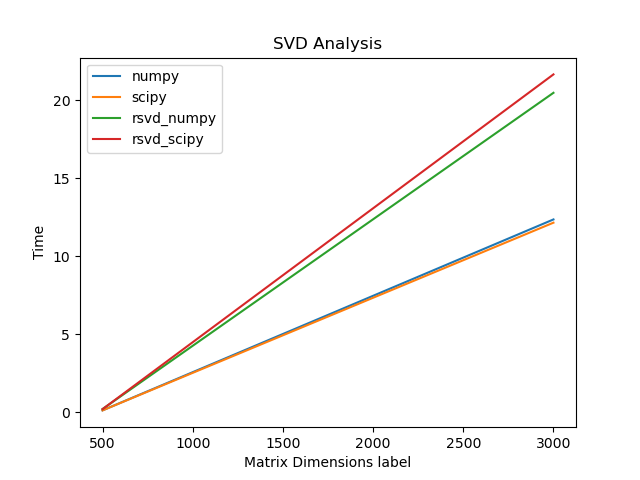 SVD Analysis
numpy
scipy
rsvd_numpy
rsvd_scipy
Time
20
15
10
5
0
500 1000 1500 2000 2500 3000
Matrix Dimensions label